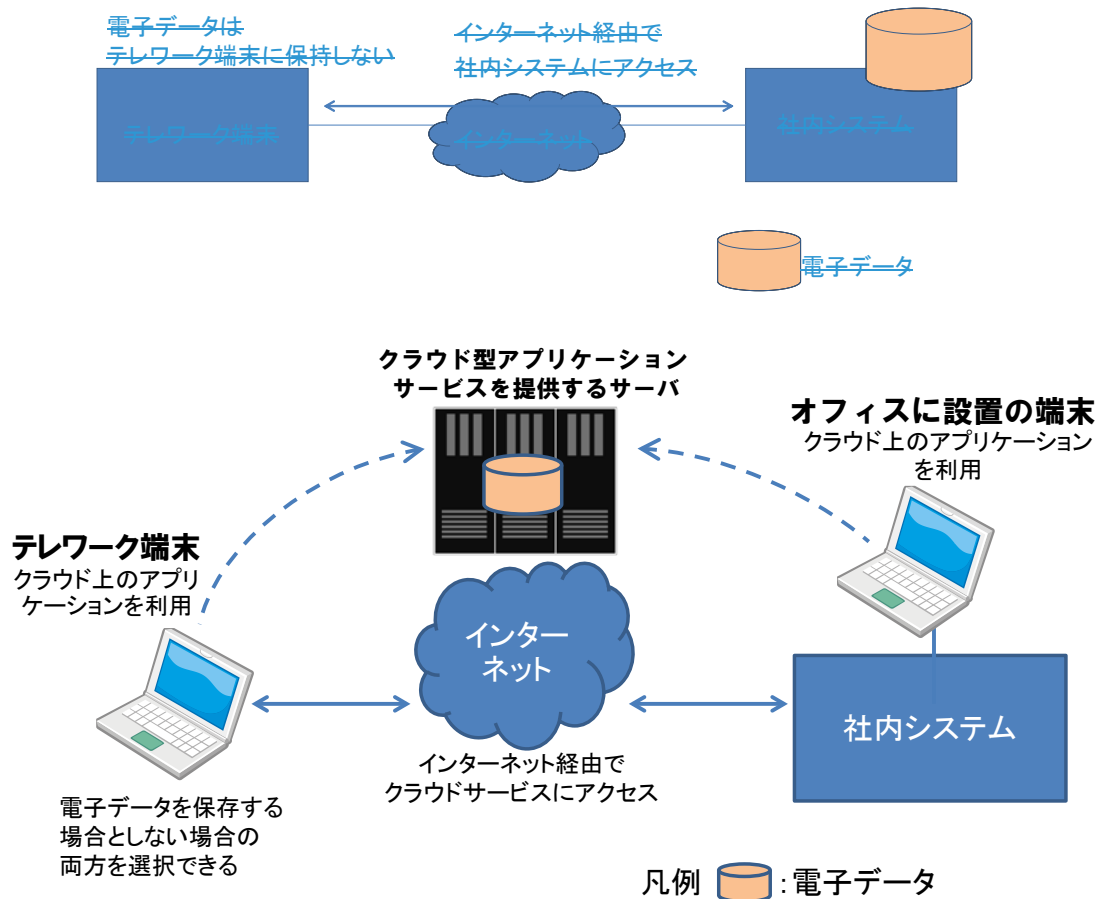 電子データは
テレワーク端末に保持しない
インターネット経由で
社内システムにアクセス
テレワーク端末
インターネット
社内システム
電子データ
クラウド型アプリケーション
サービスを提供するサーバ
オフィスに設置の端末
クラウド上のアプリケーション
を利用
テレワーク端末
クラウド上のアプリ
ケーションを利用
インター
ネット
社内システム
インターネット経由で
クラウドサービスにアクセス
電子データを保存する
場合としない場合の
両方を選択できる
凡例 :電子データ